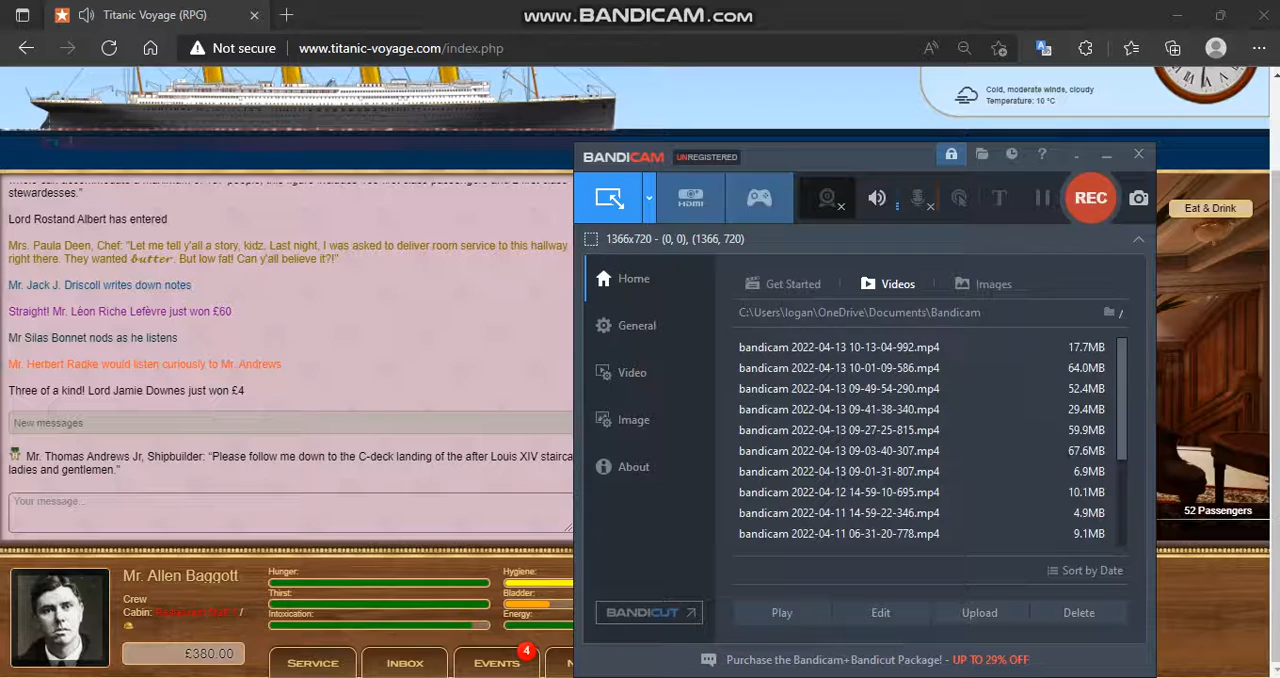 Titanic Voyage (RPG)
www.BANDICAM.com
Not secure
www.titanic-voyage.com/index.php
Cold, moderate winds, cloudy
Temperature: 10 °C
stewardesses."
Lord Rostand Albert has entered
Mrs. Paula Deen, Chef: "Let me tell y'all a story, kidz. Last night, I was asked to deliver room service to this hallway
right there. They wanted butter. But low fat! Can y'all believe it?!"
Mr. Jack J. Driscoll writes down notes
Straight! Mr. Lèon Riche Lefèvre just won £60
Mr Silas Bonnet nods as he listens
Mr. Herbert Radke would listen curiously to Mr. Andrews
Three of a kind! Lord Jamie Downes just won £4
New messages
Mr. Thomas Andrews Jr, Shipbuilder: "Please follow me down to the C-deck landing of the after Louis XIV stairca
ladies and gentlemen."
Your message...
Mr. Allen Baggott
Crew
Cabin:
£380.00
Hunger:
Thirst:
Intoxication:
Hygiene:
Bladder:
Energy:
SERVICE
INBOX
EVENTS
4
N
BANDICAM
UNREGISTERED
HDMI
REC
1366x720 - (0, 0), (1366, 720)
Home
General
Video
Image
About
BANDICUT
Get Started
Videos
Images
C:\Users\logan\OneDrive\Documents\Bandicam
bandicam 2022-04-13 10-13-04-992.mp4 17.7MB
bandicam 2022-04-13 10-01-09-586.mp4 64.0MB
bandicam 2022-04-13 09-49-54-290.mp4 52.4MB
bandicam 2022-04-13 09-41-38-340.mp4 29.4MB
bandicam 2022-04-13 09-27-25-815.mp4 59.9MB
bandicam 2022-04-13 09-03-40-307.mp4 67.6MB
bandicam 2022-04-13 09-01-31-807.mp4 6.9MB
bandicam 2022-04-12 14-59-10-695.mp4 10.1MB
bandicam 2022-04-11 14-59-22-346.mp4 4.9MB
bandicam 2022-04-11 06-31-20-778.mp4 9.1MB
Sort by Date
Play
Edit
Upload
Delete
Purchase the Bandicam+Bandicut Package! - UP TO 29% OFF
Eat & Drink
52 Passengers